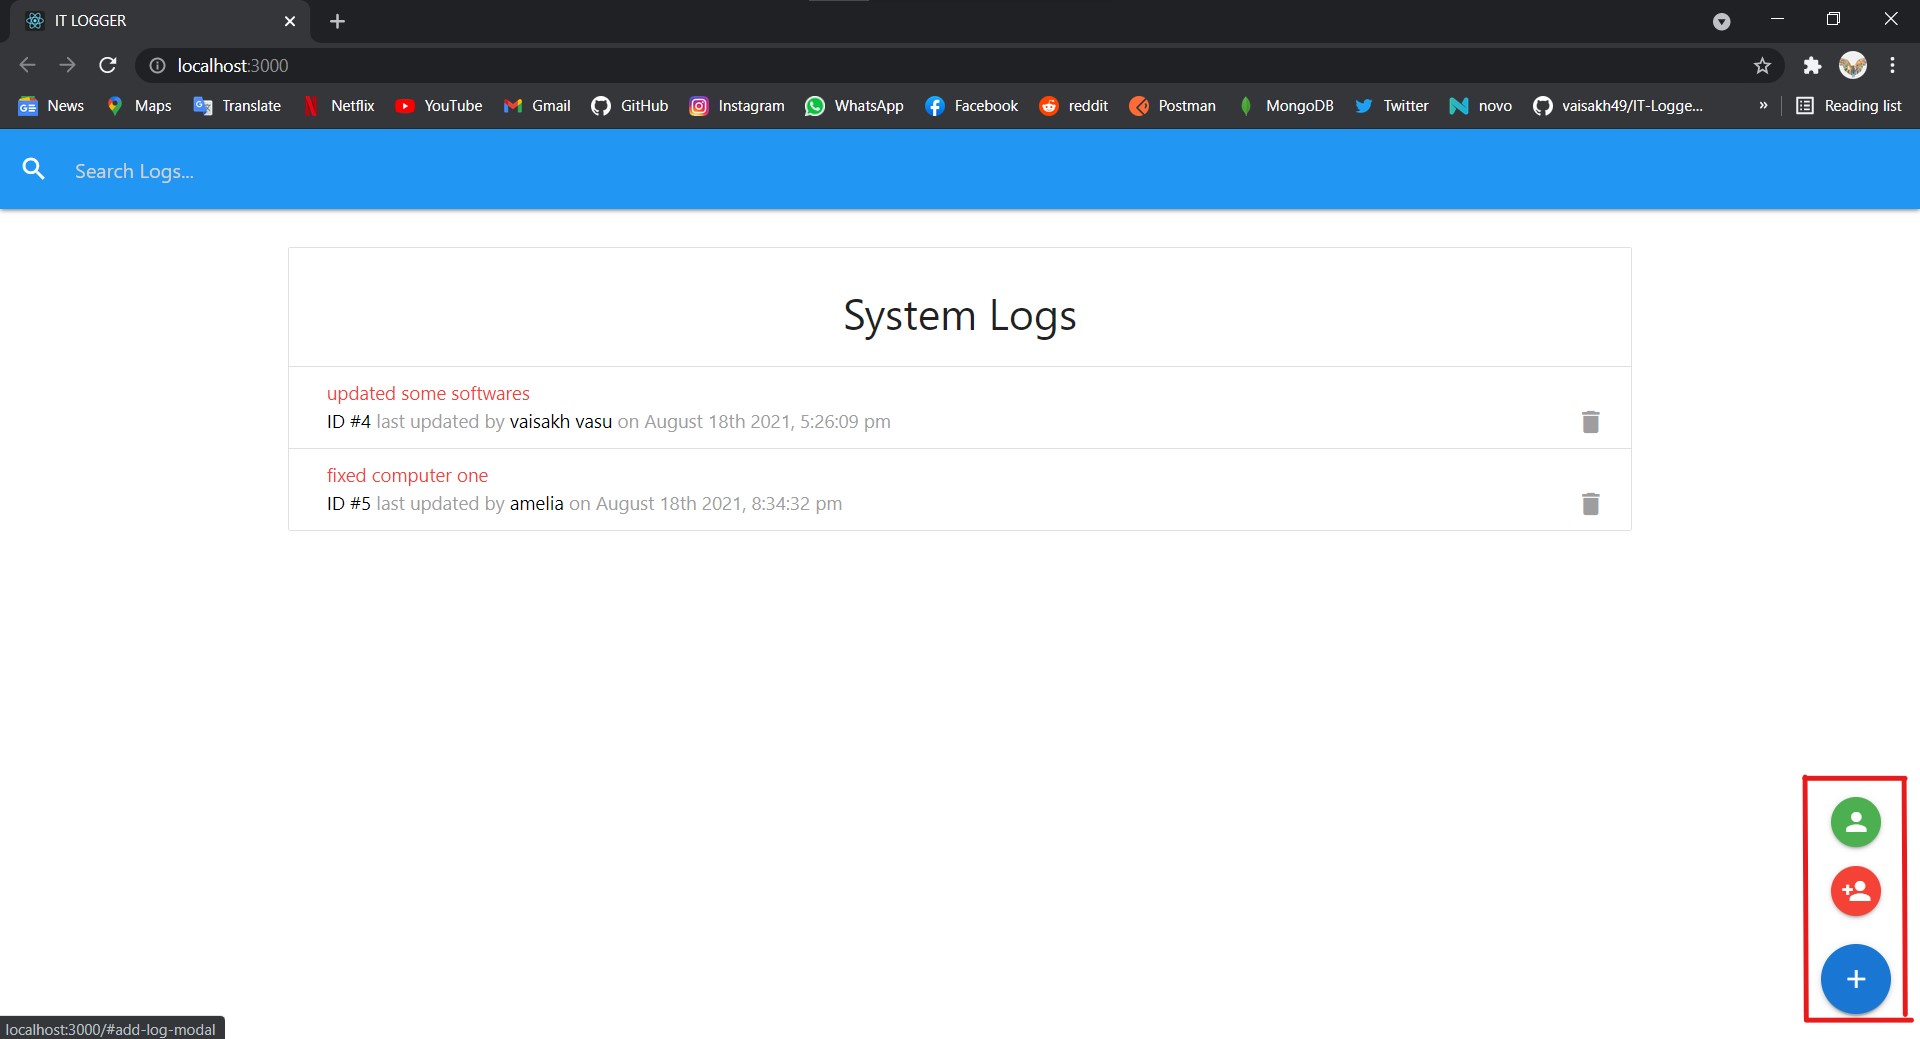 IT LOGGER
localhost:3000
News Maps Translate Netflix YouTube Gmail GitHub Instagram WhatsApp Facebook reddit Postman MongoDB Twitter novo vaisakh49/IT-Logge... » Reading list
Search Logs...
System Logs
updated some softwares
ID #4 last updated by vaisakh vasu on August 18th 2021, 5:26:09 pm
fixed computer one
ID #5 last updated by amelia on August 18th 2021, 8:34:32 pm
localhost:3000/#add-log-modal